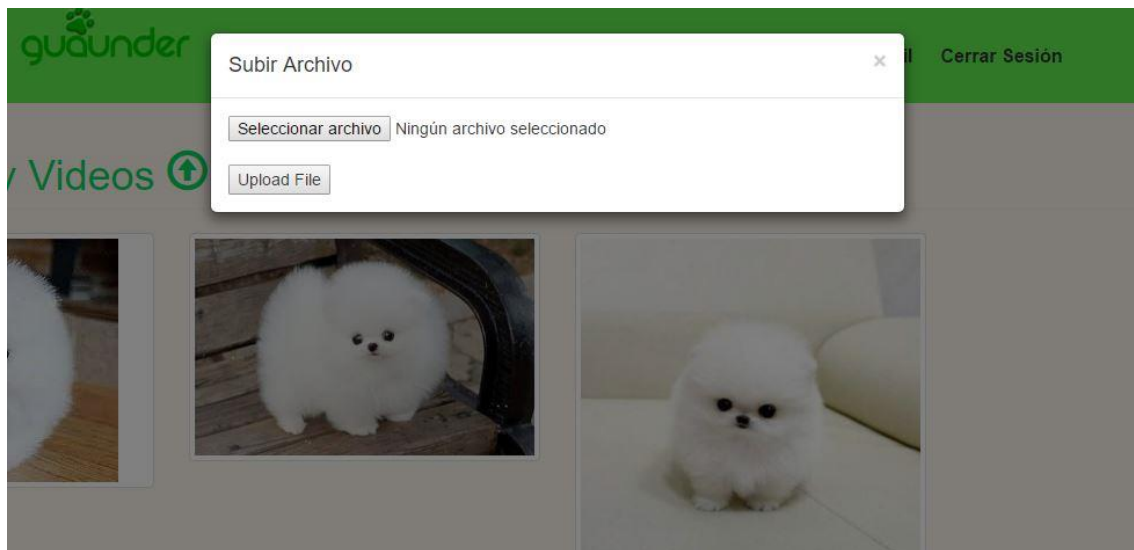 guaunder
Subir Archivo ×
il Cerrar Sesión
Seleccionar archivo Ningún archivo seleccionado
y Videos
Upload File